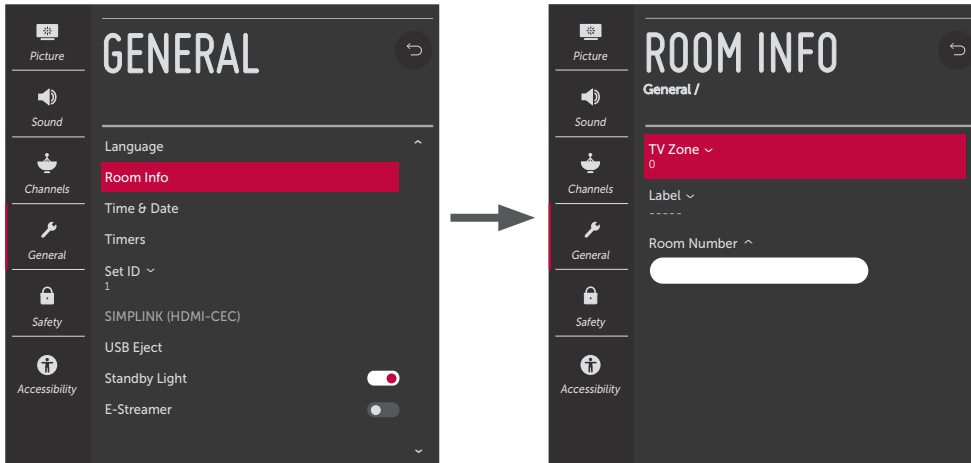 Picture
Sound
Channels
General
Safety
Accessibility
GENERAL
Language
Room Info
Time & Date
Timers
Set ID
1
SIMPLINK (HDMI-CEC)
USB Eject
Standby Light
E-Streamer
Picture
Sound
Channels
General
Safety
Accessibility
ROOM INFO
General /
TV Zone
0
Label
-----
Room Number